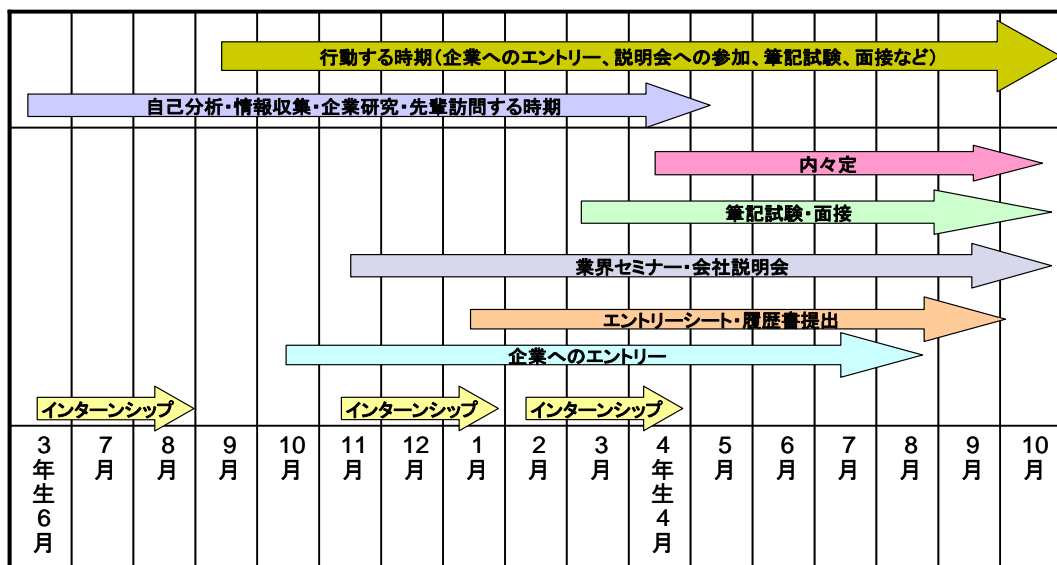 行動する時期(企業へのエントリー、説明会への参加、筆記試験、面接など)
自己分析・情報収集・企業研究・先輩訪問する時期
内々定
筆記試験・面接
業界セミナー・会社説明会
エントリーシート・履歴書提出
企業へのエントリー
インターンシップ
インターンシップ
インターンシップ
3年生6月
7月
8月
9月
10月
11月
12月
1月
2月
3月
4年生4月
5月
6月
7月
8月
9月
10月